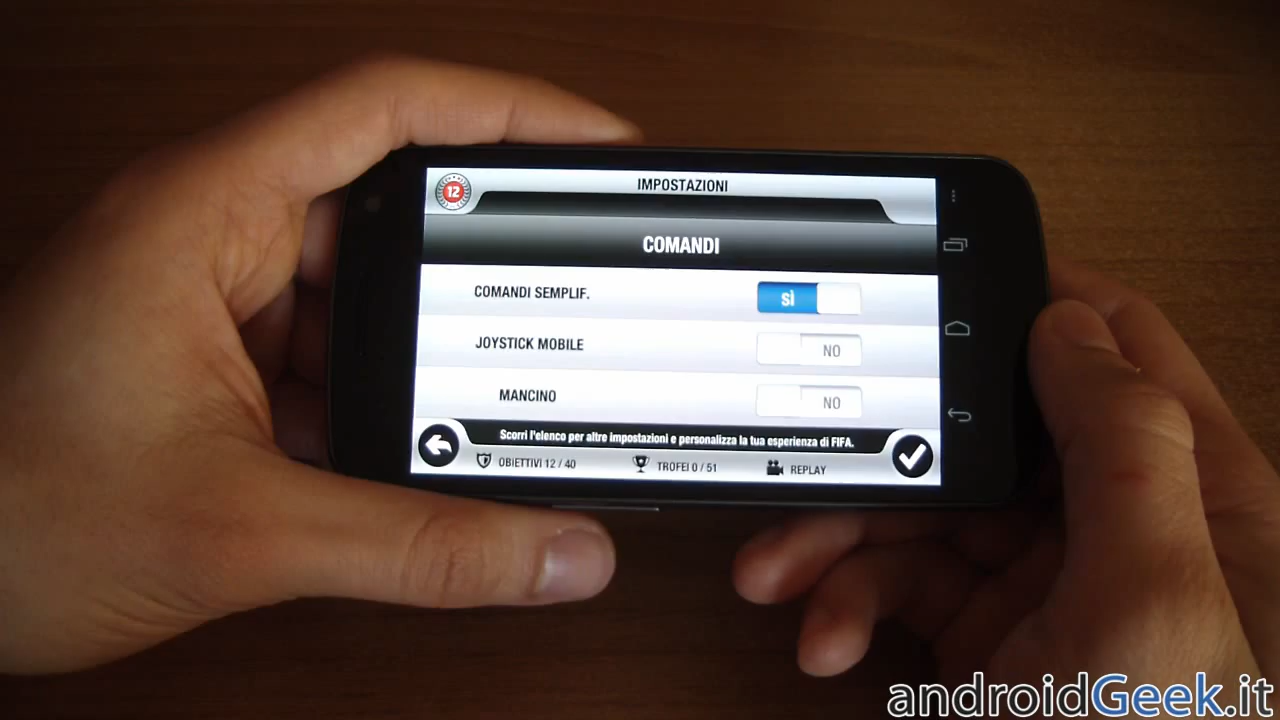 12
IMPOSTAZIONI
COMANDI
COMANDI SEMPLIF. SÌ
JOYSTICK MOBILE NO
MANCINO NO
Scorri l'elenco per altre impostazioni e personalizza la tua esperienza di FIFA.
OBIETTIVI 12 / 40 TROFEI 0 / 51 REPLAY
androidGeek.it